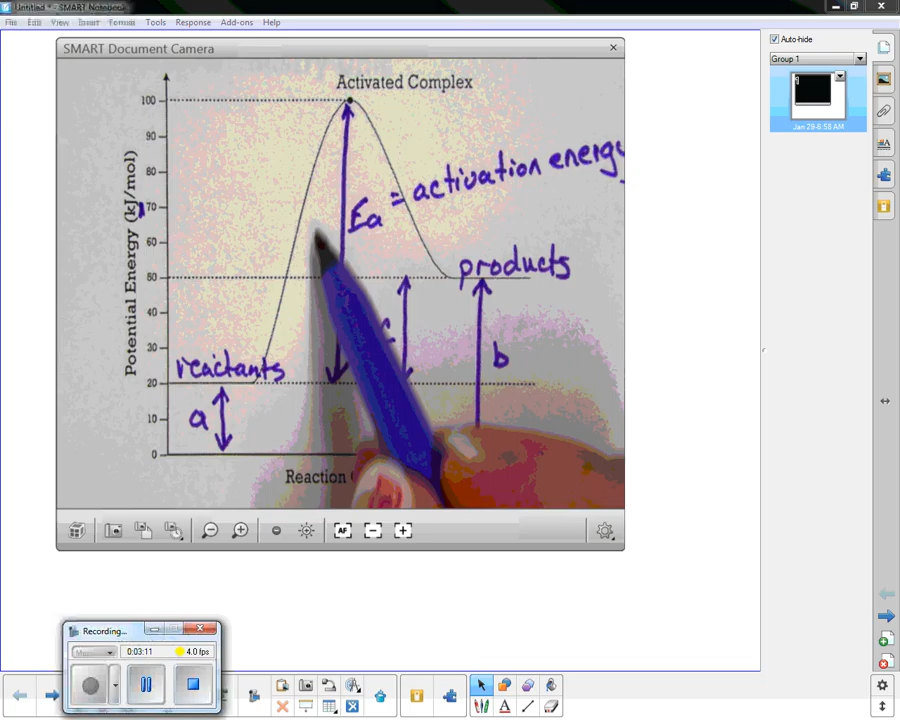 Untitled * - SMART Notebook
File Edit View Insert Format Tools Response Add-ons Help
SMART Document Camera
Auto-hide
Group 1
Jan 29-6:58 AM
Activated Complex
Potential Energy (kJ/mol)
100
90
80
70
60
50
40
30
20
10
0
Ea = activation energy
products
reactants
a
b
Reaction
AF
Recording...
0:03:11
4.0 fps